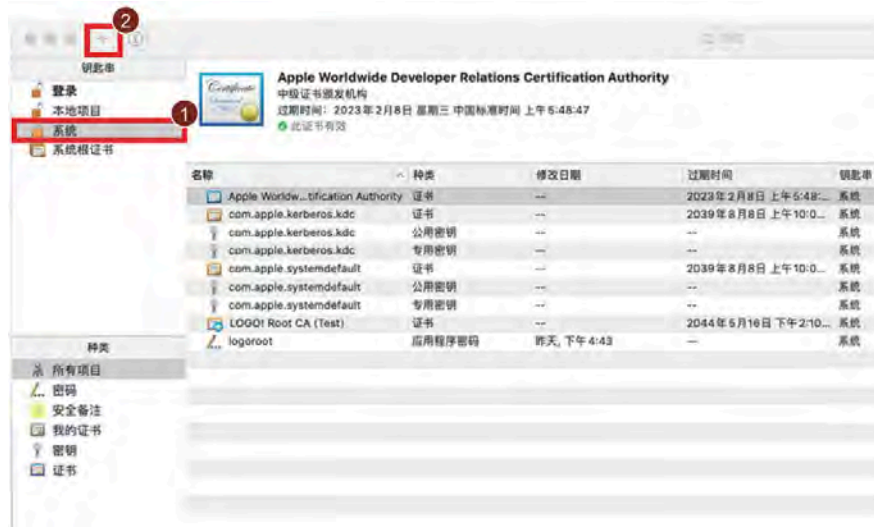 2
钥匙串
登录
本地项目
1
系统
系统根证书
Certificate
Apple Worldwide Developer Relations Certification Authority
中级证书颁发机构
过期时间：2023年2月8日 星期三 中国标准时间 上午5:48:47
此证书有效
名称 种类 修改日期 过期时间 钥匙串
Apple Worldw...tification Authority 证书 -- 2023年2月8日 上午5:48:... 系统
com.apple.kerberos.kdc 证书 -- 2039年8月8日 上午10:0... 系统
com.apple.kerberos.kdc 公用密钥 -- -- 系统
com.apple.kerberos.kdc 专用密钥 -- -- 系统
com.apple.systemdefault 证书 -- 2039年8月8日 上午10:0... 系统
com.apple.systemdefault 公用密钥 -- -- 系统
com.apple.systemdefault 专用密钥 -- -- 系统
LOGO! Root CA (Test) 证书 -- 2044年5月16日 下午2:10... 系统
logoroot 应用程序密码 昨天, 下午4:43 -- 系统
种类
所有项目
密码
安全备注
我的证书
密钥
证书